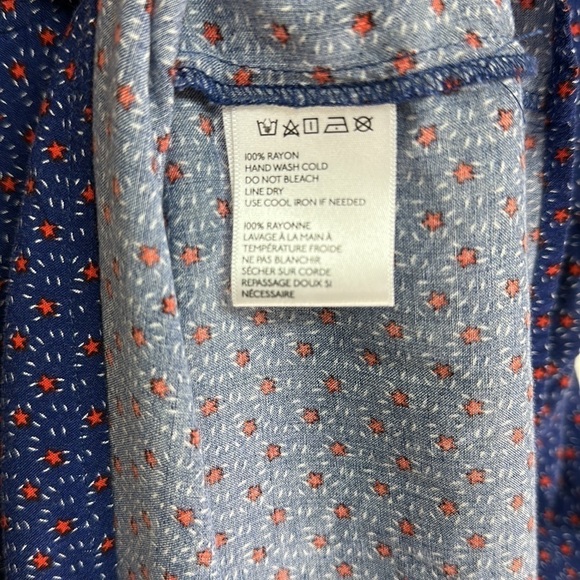 100% RAYON
HAND WASH COLD
DO NOT BLEACH
LINE DRY
USE COOL IRON IF NEEDED
100% RAYONNE
LAVAGE À LA MAIN À
TEMPÉRATURE FROIDE
NE PAS BLANCHIR
SÉCHER SUR CORDE
REPASSAGE DOUX SI
NÉCESSAIRE